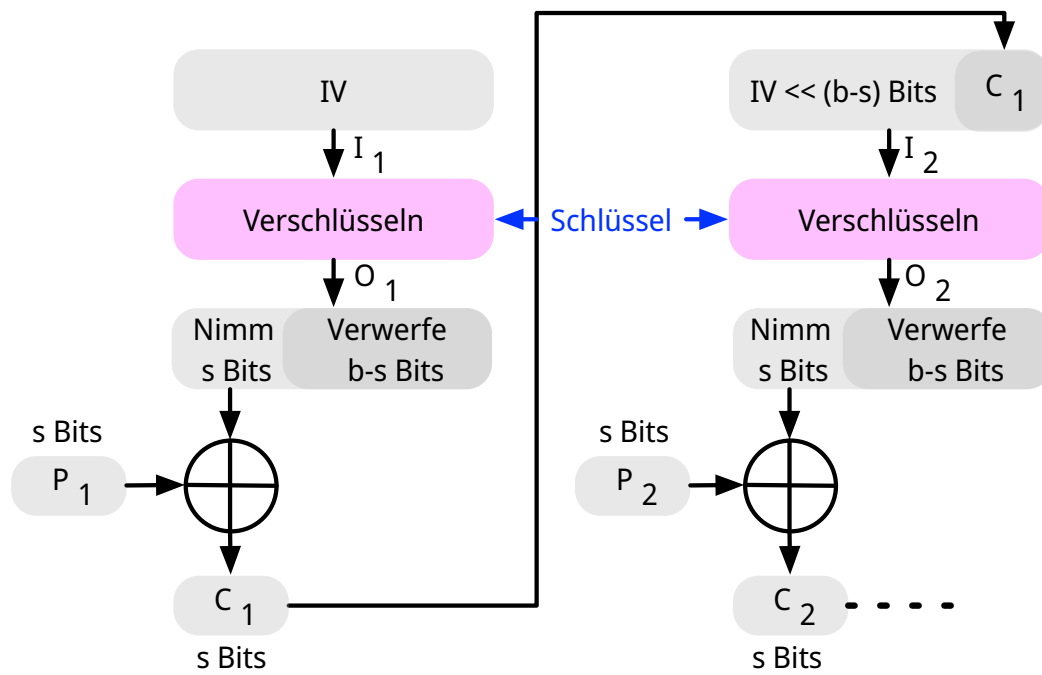 IV
I 1
Verschlüsseln
O 1
Nimm
s Bits
Verwerfe
b-s Bits
s Bits
P 1
C 1
s Bits
Schlüssel
IV << (b-s) Bits
C 1
I 2
Verschlüsseln
O 2
Nimm
s Bits
Verwerfe
b-s Bits
s Bits
P 2
C 2
s Bits